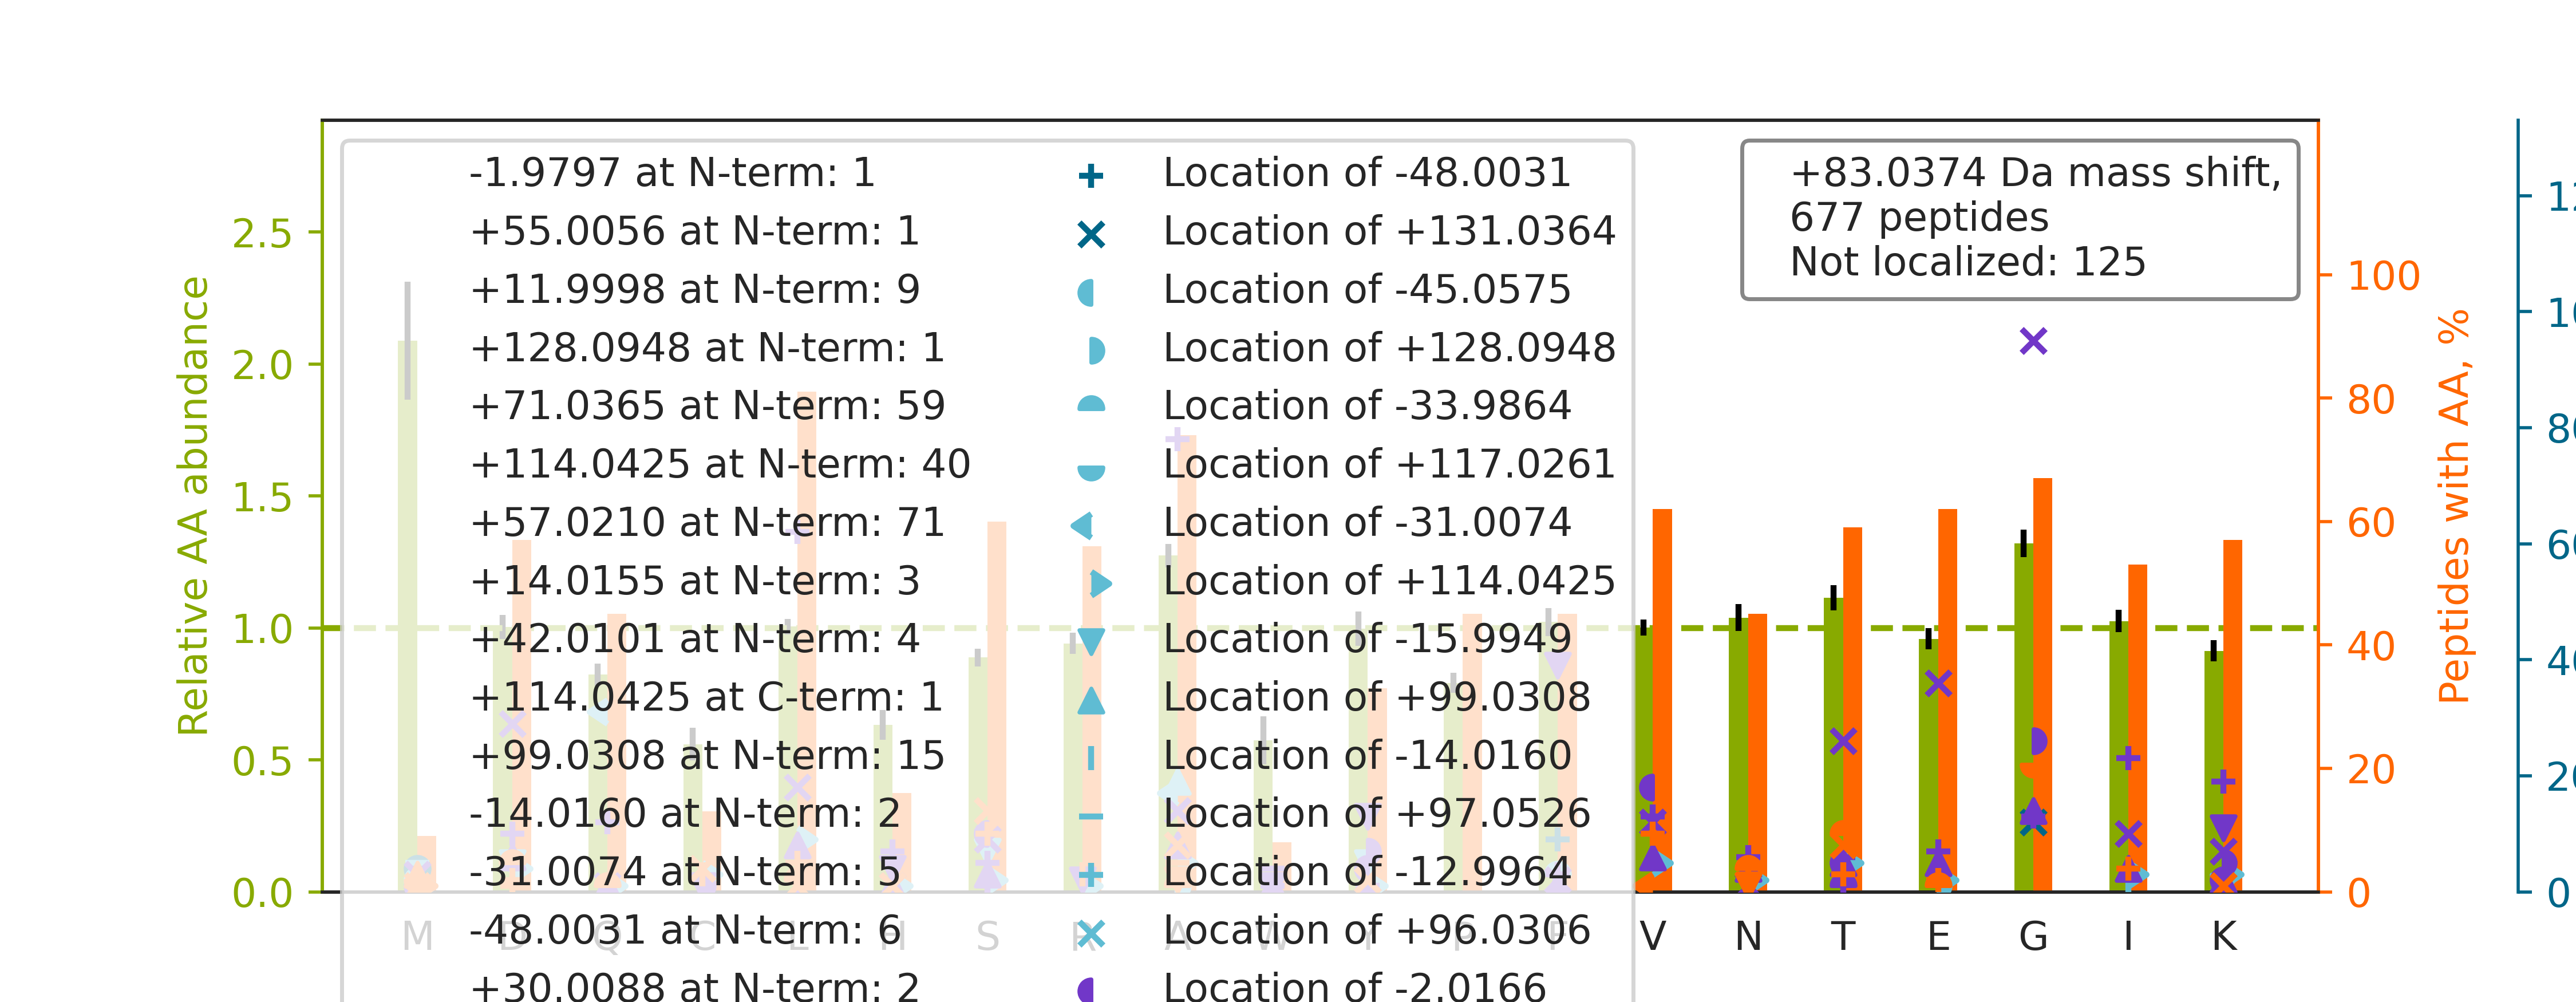 -1.9797 at N-term: 1
+55.0056 at N-term: 1
+11.9998 at N-term: 9
+128.0948 at N-term: 1
+71.0365 at N-term: 59
+114.0425 at N-term: 40
+57.0210 at N-term: 71
+14.0155 at N-term: 3
+42.0101 at N-term: 4
+114.0425 at C-term: 1
+99.0308 at N-term: 15
-14.0160 at N-term: 2
-31.0074 at N-term: 5
-48.0031 at N-term: 6
+30.0088 at N-term: 2
Location of -48.0031
Location of +131.0364
Location of -45.0575
Location of +128.0948
Location of -33.9864
Location of +117.0261
Location of -31.0074
Location of +114.0425
Location of -15.9949
Location of +99.0308
Location of -14.0160
Location of +97.0526
Location of -12.9964
Location of +96.0306
Location of -2.0166
+83.0374 Da mass shift,
677 peptides
Not localized: 125
Relative AA abundance
2.5
2.0
1.5
1.0
0.5
0.0
M D Q C L H S R A W Y P F V N T E G I K
100
80
60
40
20
0
Peptides with AA, %
80
60
40
20
0